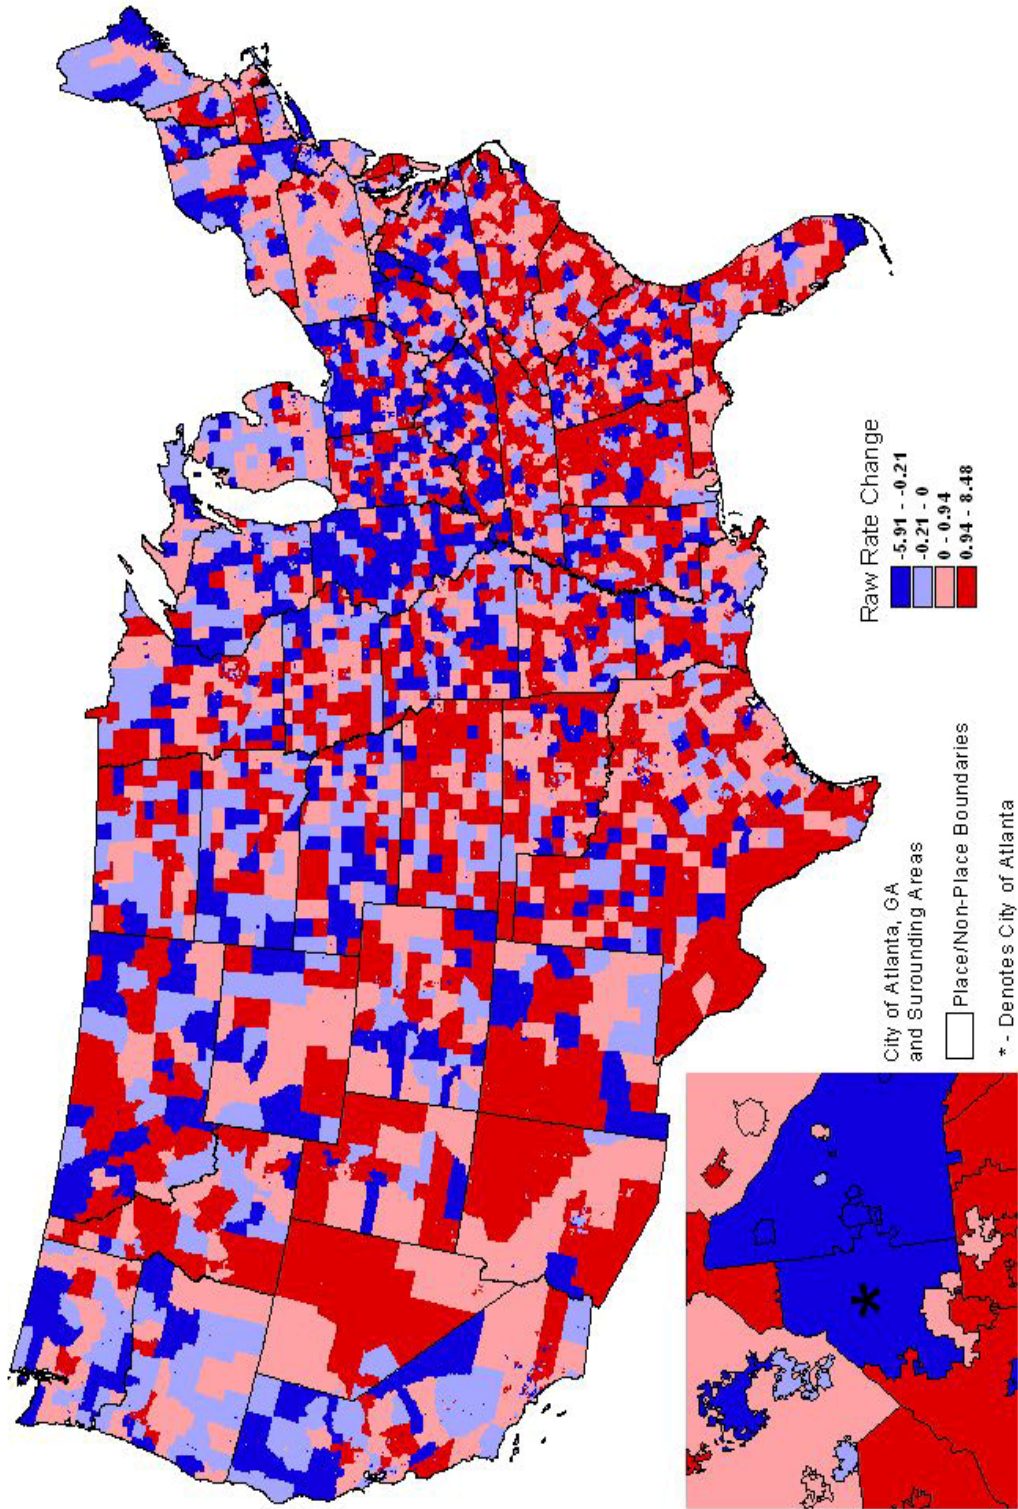 Raw Rate Change
-5.91 - -0.21
-0.21 - 0
0 - 0.94
0.94 - 8.48
City of Atlanta, GA
and Surounding Areas
Place/Non-Place Boundaries
* - Denotes City of Atlanta
*